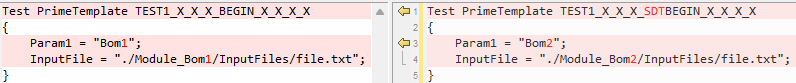 Test PrimeTemplate TEST1_X_X_X_BEGIN_X_X_X_X
{
Param1 = "Bom1";
InputFile = "./Module_Bom1/InputFiles/file.txt";
}
1 Test PrimeTemplate TEST1_X_X_X_SDTBEGIN_X_X_X_X
2 {
3 Param1 = "Bom2";
4 InputFile = "./Module_Bom2/InputFiles/file.txt";
5 }